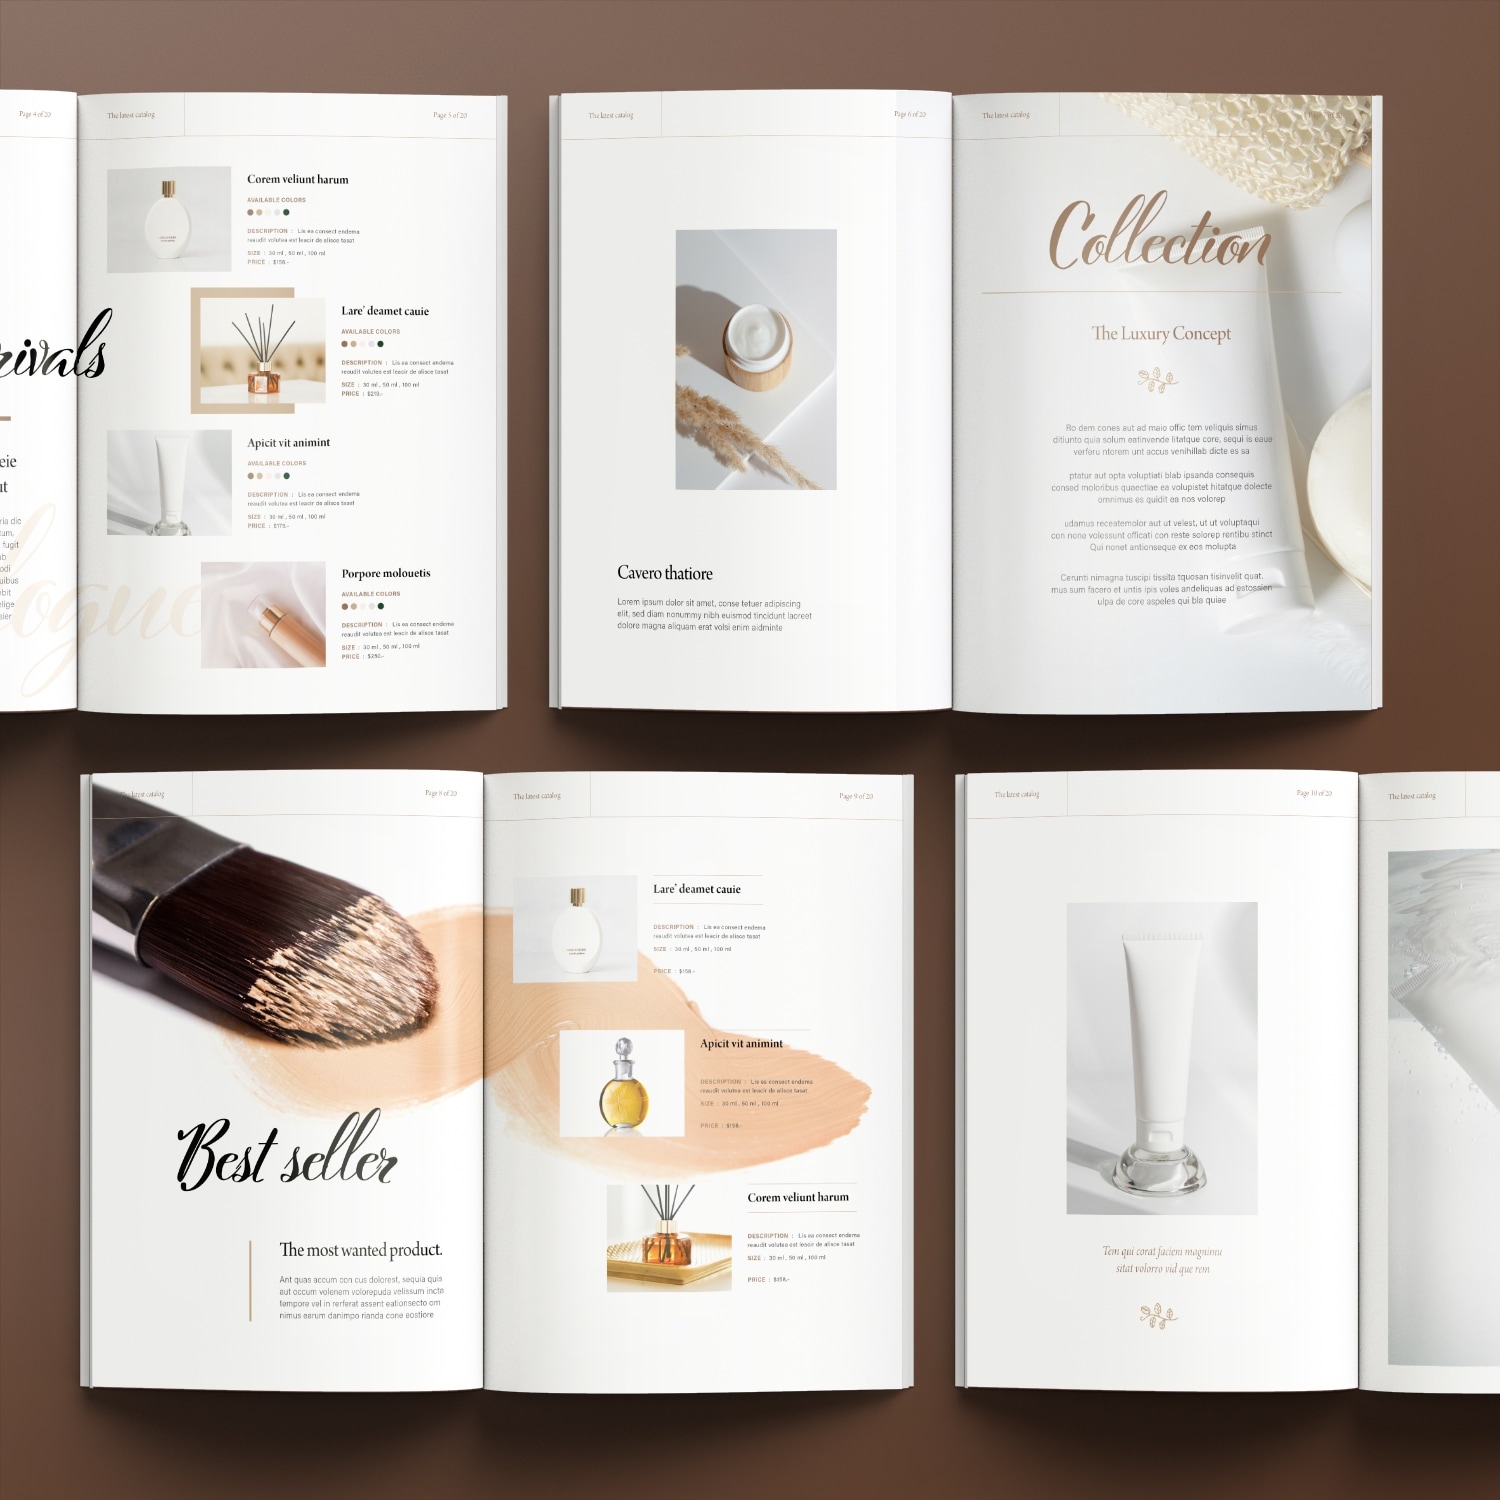 Page 4 of 20
rivals
eie
ut
ria dic
tum,
fugit
ab
odi
uibus
ebit
elige
sier
logue
The latest catalog
Page 5 of 20
Corem veliunt harum
AVAILABLE COLORS
DESCRIPTION : Lis ea consect endema
reaudit volutea est leacir de alisce tasat
SIZE : 30 ml , 50 ml , 100 ml
PRICE : $158.-
Lare' deamet cauie
AVAILABLE COLORS
DESCRIPTION : Lis ea consect endema
reaudit volutea est leacir de alisce tasat
SIZE : 30 ml , 50 ml , 100 ml
PRICE : $219.-
Apicit vit animint
AVAILABLE COLORS
DESCRIPTION : Lis ea consect endema
reaudit volutea est leacir de alisce tasat
SIZE : 30 ml , 50 ml , 100 ml
PRICE : $175.-
Porpore molouetis
AVAILABLE COLORS
DESCRIPTION : Lis ea consect endema
reaudit volutea est leacir de alisce tasat
SIZE : 30 ml , 50 ml , 100 ml
PRICE : $250.-
The latest catalog
Page 6 of 20
Cavero thatiore
Lorem ipsum dolor sit amet, conse tetuer adipiscing
elit, sed diam nonummy nibh euismod tincidunt laoreet
dolore magna aliquam erat volsi enim aidminte
The latest catalog
Collection
The Luxury Concept
Ro dem cones aut ad maio offic tem veliquis simus
ditiunto quia solum eatinvende litatque core, sequi is eaue
verferu ntorem unt accus venihillab dicte es sa
ptatur aut opta voluptiati blab ipsanda consequis
consed moloribus quaectiae ea volupistet hitatque dolecte
omnimus es quidit ea nos volorep
udamus receatemolor aut ut velest, ut ut voluptaqui
con none volessunt officati con reste solorep rentibu stinct
Qui nonet antionseque ex eos molupta
Cerunti nimagna tuscipi tissita tquosan tisinvelit quat.
mus sum facero et untis ipis voles andeliquas ad estossien
ulpa de core aspeles qui bla quiae
The latest catalog
Page 8 of 20
Best seller
The most wanted product.
Ant quas accum con cus dolorest, sequia quis
aut occum volenem volorepuda velissum incte
tempore vel in rerferat assent eationsecto om
nimus earum danimpo rianda cone eostiore
The latest catalog
Page 9 of 20
Lare' deamet cauie
DESCRIPTION : Lis ea consect endema
reaudit volutea est leacir de alisce tasat
SIZE : 30 ml , 50 ml , 100 ml
PRICE : $158.-
Apicit vit animint
DESCRIPTION : Lis ea consect endema
reaudit volutea est leacir de alisce tasat
SIZE : 30 ml , 50 ml , 100 ml
PRICE : $198.-
Corem veliunt harum
DESCRIPTION : Lis ea consect endema
reaudit volutea est leacir de alisce tasat
SIZE : 30 ml , 50 ml , 100 ml
PRICE : $358.-
The latest catalog
Page 10 of 20
Tem qui corat facieni magnimu
sitat volorro vid que rem
The latest catalog